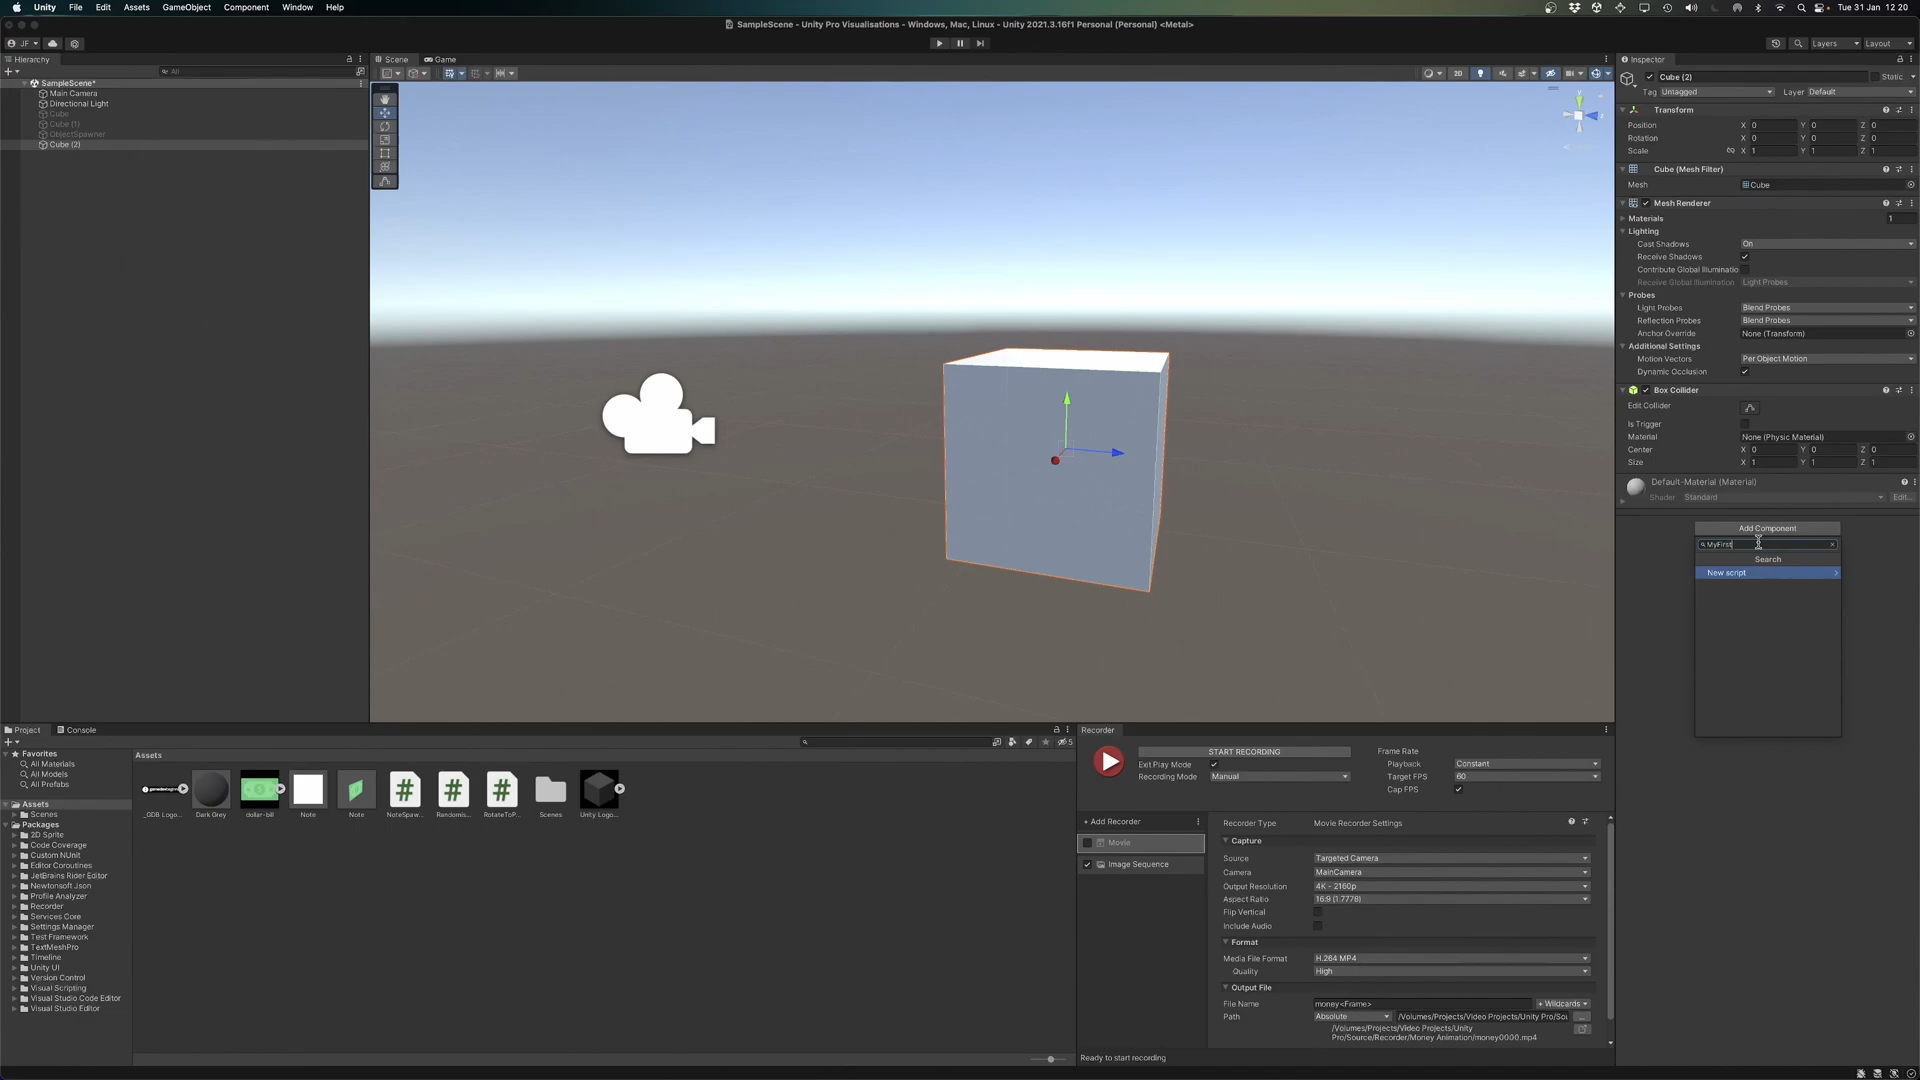 Unity File Edit Assets GameObject Component Window Help
Tue 31 Jan 12 20
SampleScene - Unity Pro Visualisations - Windows, Mac, Linux - Unity 2021.3.16f1 Personal (Personal) <Metal>
JF
Layers
Layout
Hierarchy
All
SampleScene*
Main Camera
Directional Light
Cube
Cube (1)
ObjectSpawner
Cube (2)
Scene
Game
2D
Inspector
Cube (2)
Static
Tag Untagged
Layer Default
Transform
Position X 0 Y 0 Z 0
Rotation X 0 Y 0 Z 0
Scale X 1 Y 1 Z 1
Cube (Mesh Filter)
Mesh Cube
Mesh Renderer
Materials 1
Lighting
Cast Shadows On
Receive Shadows
Contribute Global Illuminatio
Receive Global Illumination Light Probes
Probes
Light Probes Blend Probes
Reflection Probes Blend Probes
Anchor Override None (Transform)
Additional Settings
Motion Vectors Per Object Motion
Dynamic Occlusion
Box Collider
Edit Collider
Is Trigger
Material None (Physic Material)
Center X 0 Y 0 Z 0
Size X 1 Y 1 Z 1
Default-Material (Material)
Shader Standard Edit...
Add Component
MyFirst
Search
New script
Project
Console
5
Favorites
All Materials
All Models
All Prefabs
Assets
Scenes
Packages
2D Sprite
Code Coverage
Custom NUnit
Editor Coroutines
JetBrains Rider Editor
Newtonsoft Json
Profile Analyzer
Recorder
Services Core
Settings Manager
Test Framework
TextMeshPro
Timeline
Unity UI
Version Control
Visual Scripting
Visual Studio Code Editor
Visual Studio Editor
Assets
_GDB Logo...
Dark Grey
dollar-bill
Note
Note
NoteSpaw...
Randomis...
RotateToP...
Scenes
Unity Logo...
Recorder
START RECORDING
Exit Play Mode
Recording Mode Manual
Frame Rate
Playback Constant
Target FPS 60
Cap FPS
+ Add Recorder
Movie
Image Sequence
Recorder Type Movie Recorder Settings
Capture
Source Targeted Camera
Camera MainCamera
Output Resolution 4K - 2160p
Aspect Ratio 16:9 (1.7778)
Flip Vertical
Include Audio
Format
Media File Format H.264 MP4
Quality High
Output File
File Name money<Frame> + Wildcards
Path Absolute /Volumes/Projects/Video Projects/Unity Pro/Sou ...
/Volumes/Projects/Video Projects/Unity
Pro/Source/Recorder/Money Animation/money0000.mp4
Ready to start recording